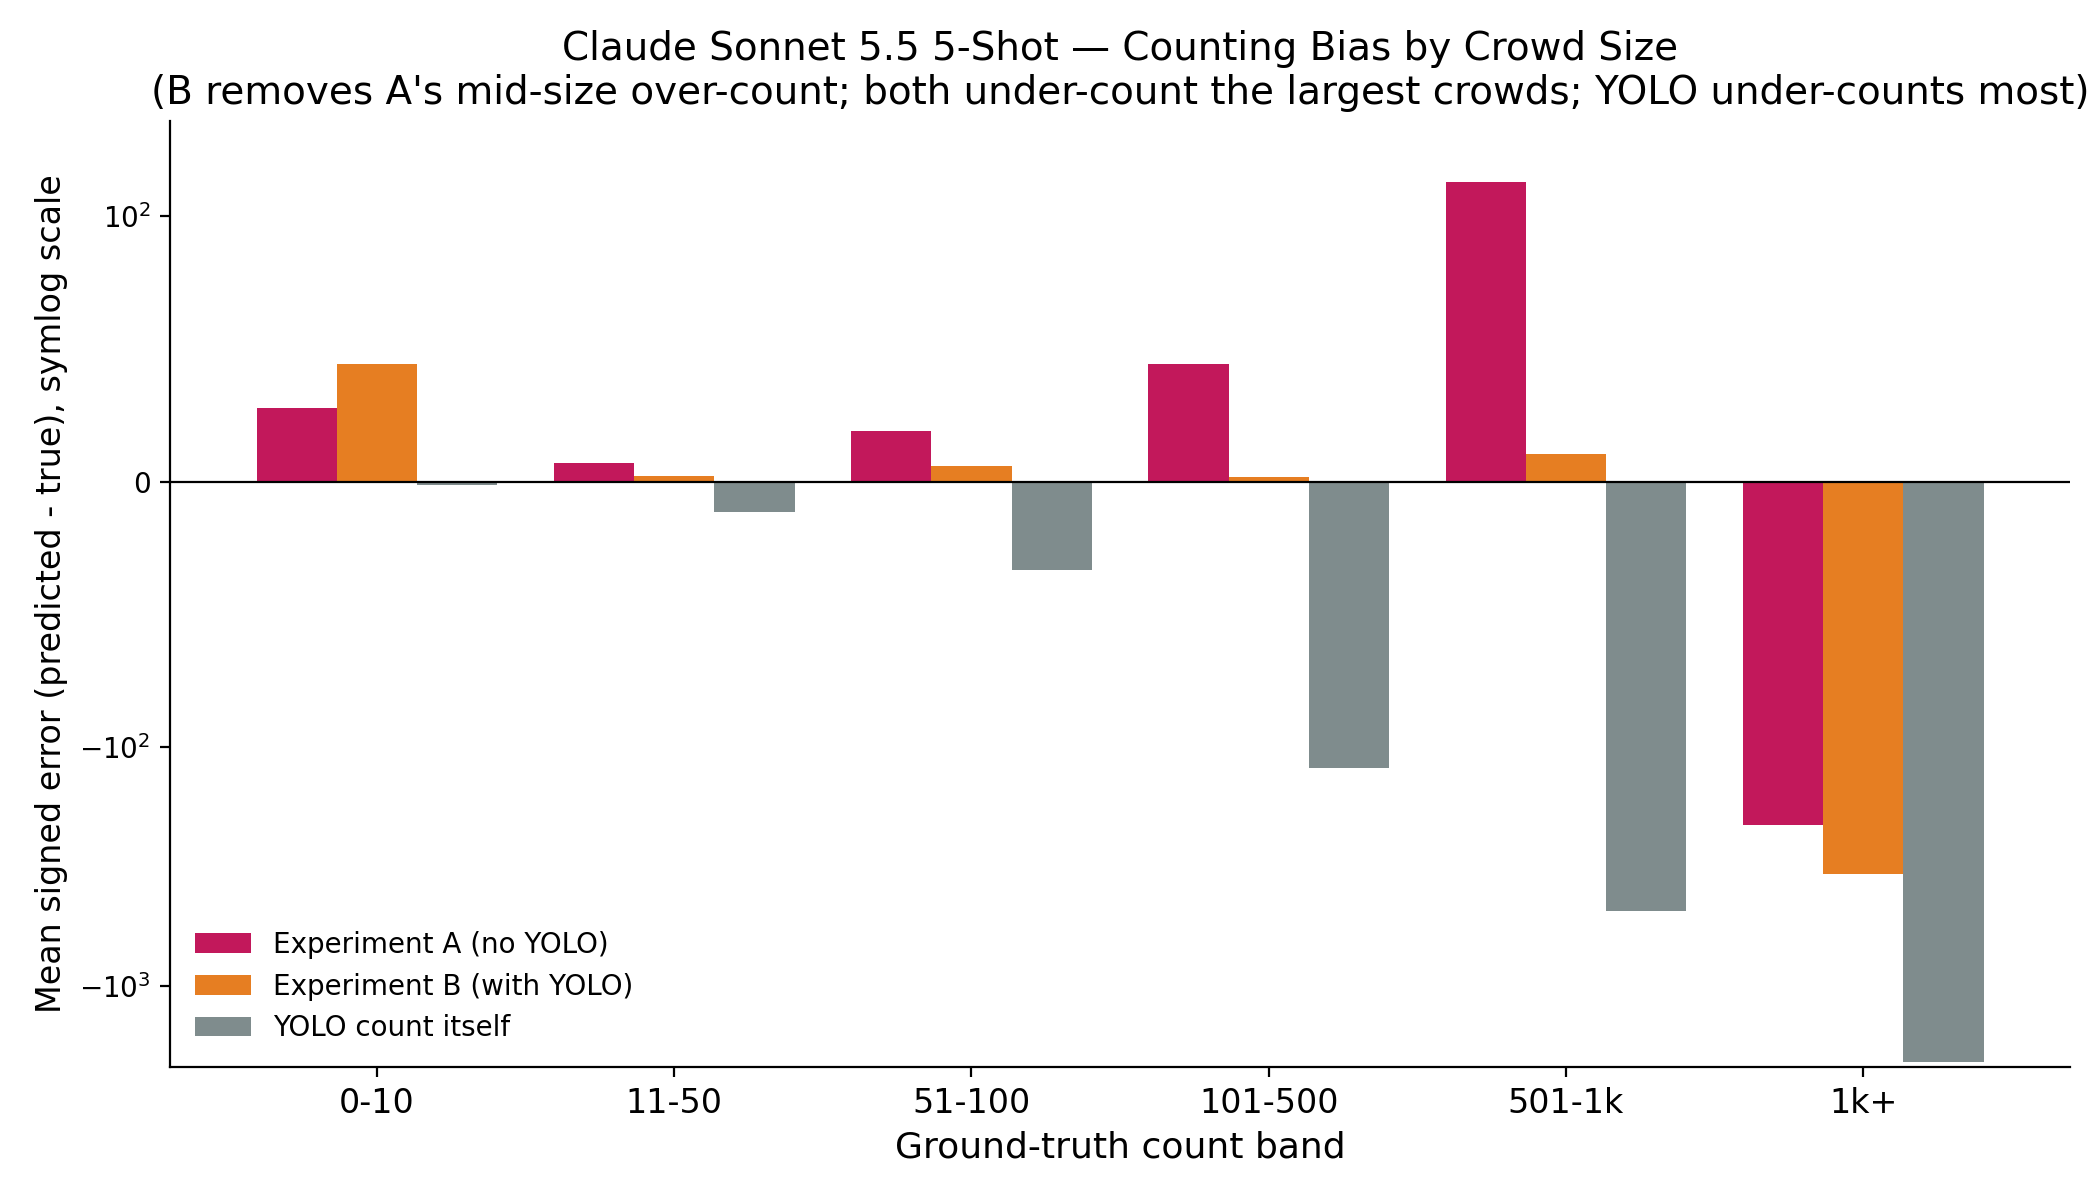 Claude Sonnet 5.5 5-Shot — Counting Bias by Crowd Size
(B removes A's mid-size over-count; both under-count the largest crowds; YOLO under-counts most)
Mean signed error (predicted - true), symlog scale
10²
0
−10²
−10³
Experiment A (no YOLO)
Experiment B (with YOLO)
YOLO count itself
0-10
11-50
51-100
101-500
501-1k
1k+
Ground-truth count band